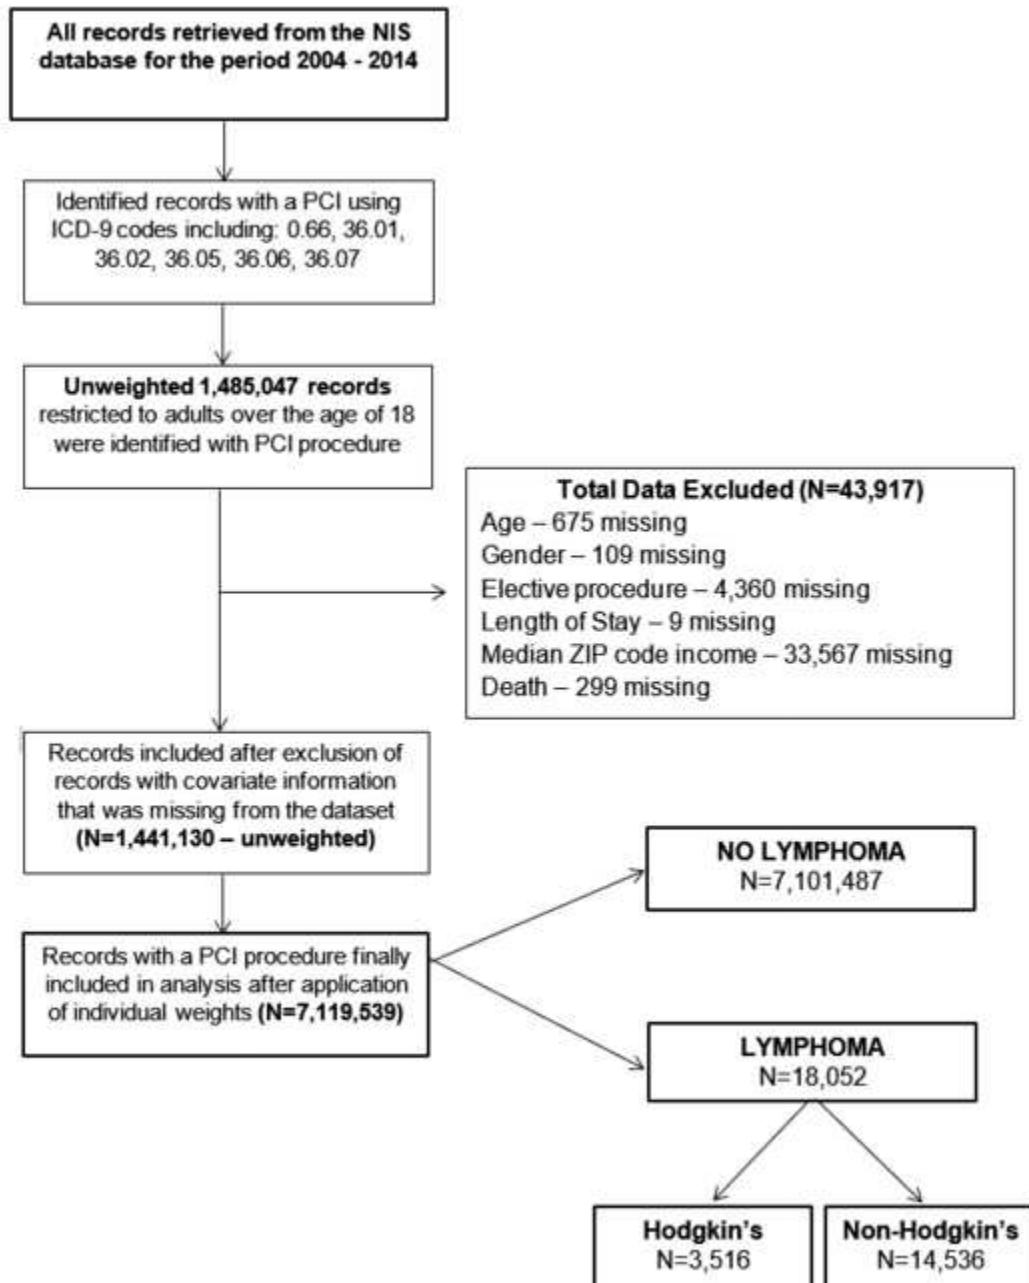 All records retrieved from the NIS
database for the period 2004 - 2014
Identified records with a PCI using
ICD-9 codes including: 0.66, 36.01,
36.02, 36.05, 36.06, 36.07
Unweighted 1,485,047 records
restricted to adults over the age of 18
were identified with PCI procedure
Total Data Excluded (N=43,917)
Age – 675 missing
Gender – 109 missing
Elective procedure – 4,360 missing
Length of Stay – 9 missing
Median ZIP code income – 33,567 missing
Death – 299 missing
Records included after exclusion of
records with covariate information
that was missing from the dataset
(N=1,441,130 – unweighted)
NO LYMPHOMA
N=7,101,487
Records with a PCI procedure finally
included in analysis after application
of individual weights (N=7,119,539)
LYMPHOMA
N=18,052
Hodgkin's
N=3,516
Non-Hodgkin's
N=14,536